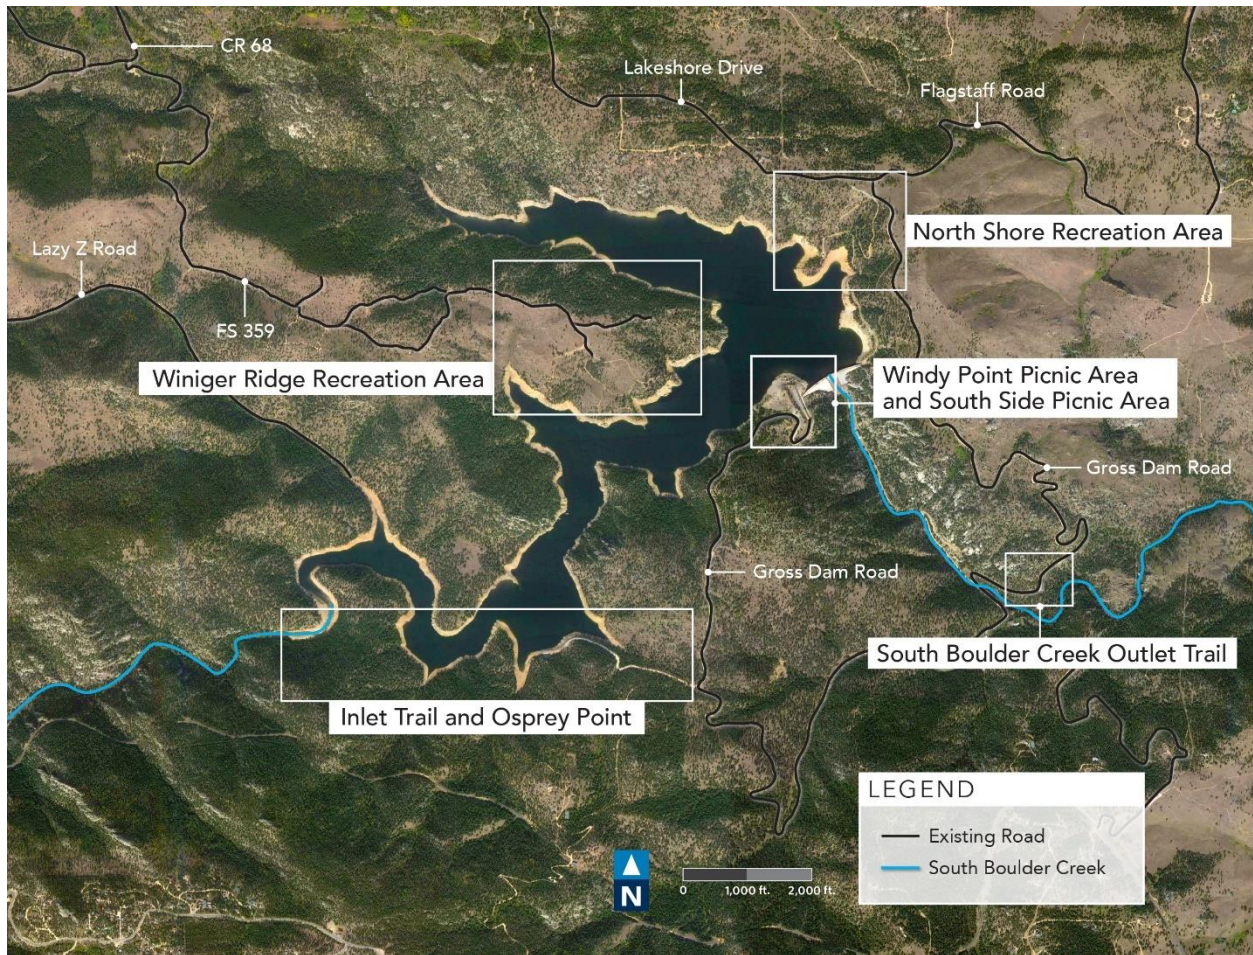 CR 68
Lakeshore Drive
Flagstaff Road
North Shore Recreation Area
Lazy Z Road
FS 359
Winiger Ridge Recreation Area
Windy Point Picnic Area
and South Side Picnic Area
Gross Dam Road
Gross Dam Road
South Boulder Creek Outlet Trail
Inlet Trail and Osprey Point
LEGEND
Existing Road
South Boulder Creek
N
0 1,000 ft. 2,000 ft.